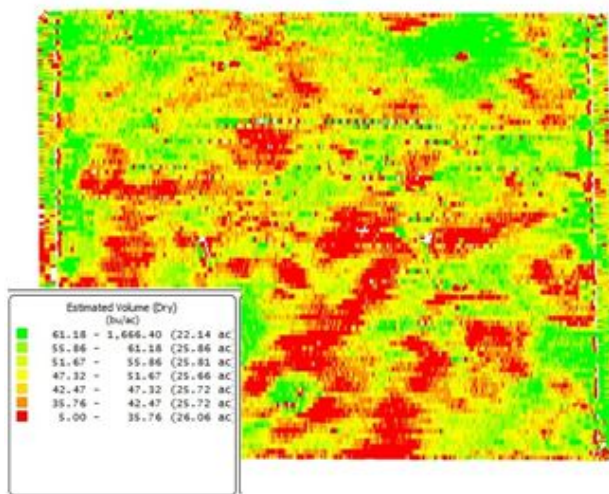 Estimated Volume (Dry)
(bu/ac)
61.18 - 1,666.40 (22.14 ac
55.86 - 61.18 (25.86 ac
51.67 - 55.86 (25.81 ac
47.32 - 51.67 (25.66 ac
42.47 - 47.32 (25.72 ac
35.76 - 42.47 (25.72 ac
5.00 - 35.76 (26.06 ac